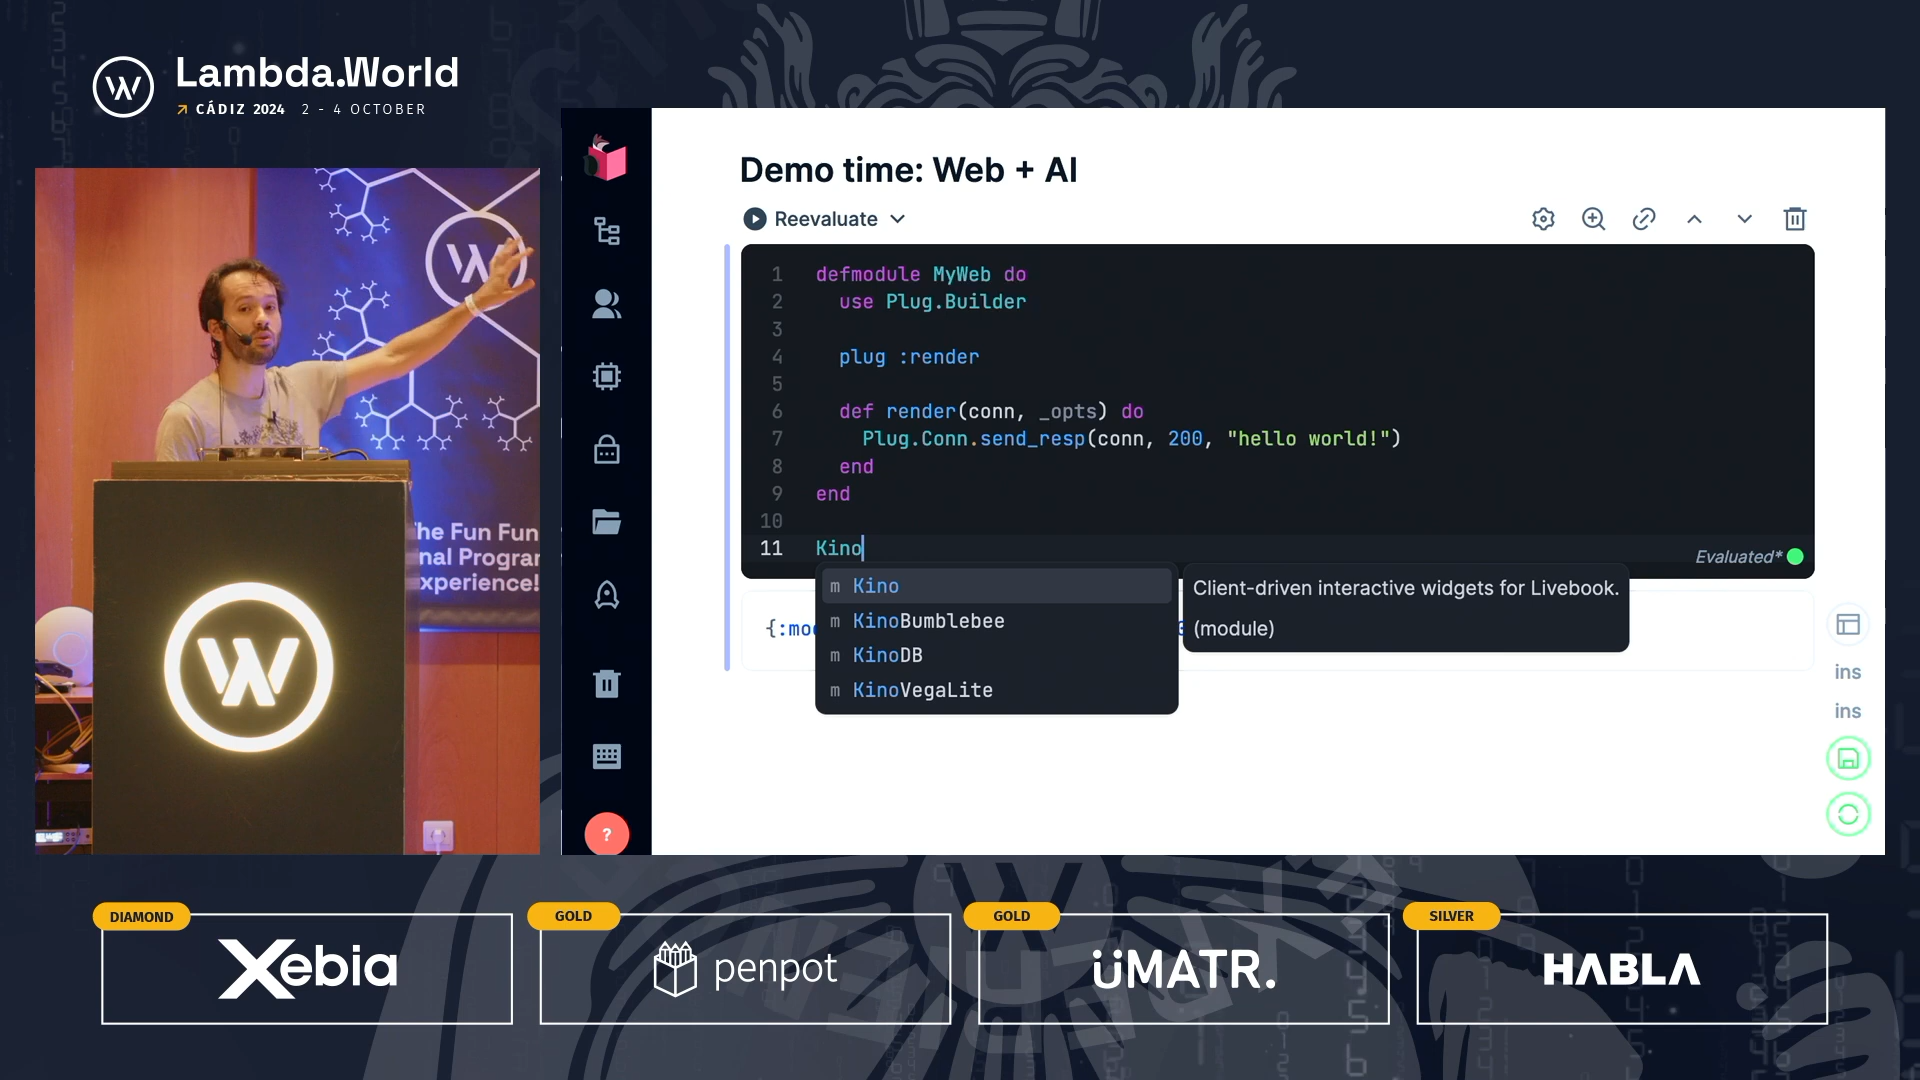 Lambda.World
CÁDIZ 2024 2 - 4 OCTOBER
W
he Fun Fun
nal Progra
xperience!
W
Demo time: Web + AI
Reevaluate
1 defmodule MyWeb do
2 use Plug.Builder
3
4 plug :render
5
6 def render(conn, _opts) do
7 Plug.Conn.send_resp(conn, 200, "hello world!")
8 end
9 end
10
11 Kino
Evaluated*
m Kino
m KinoBumblebee
m KinoDB
m KinoVegaLite
Client-driven interactive widgets for Livebook.
(module)
{:mo
ins
ins
?
DIAMOND
Xebia
GOLD
penpot
GOLD
üMATR.
SILVER
HABLA